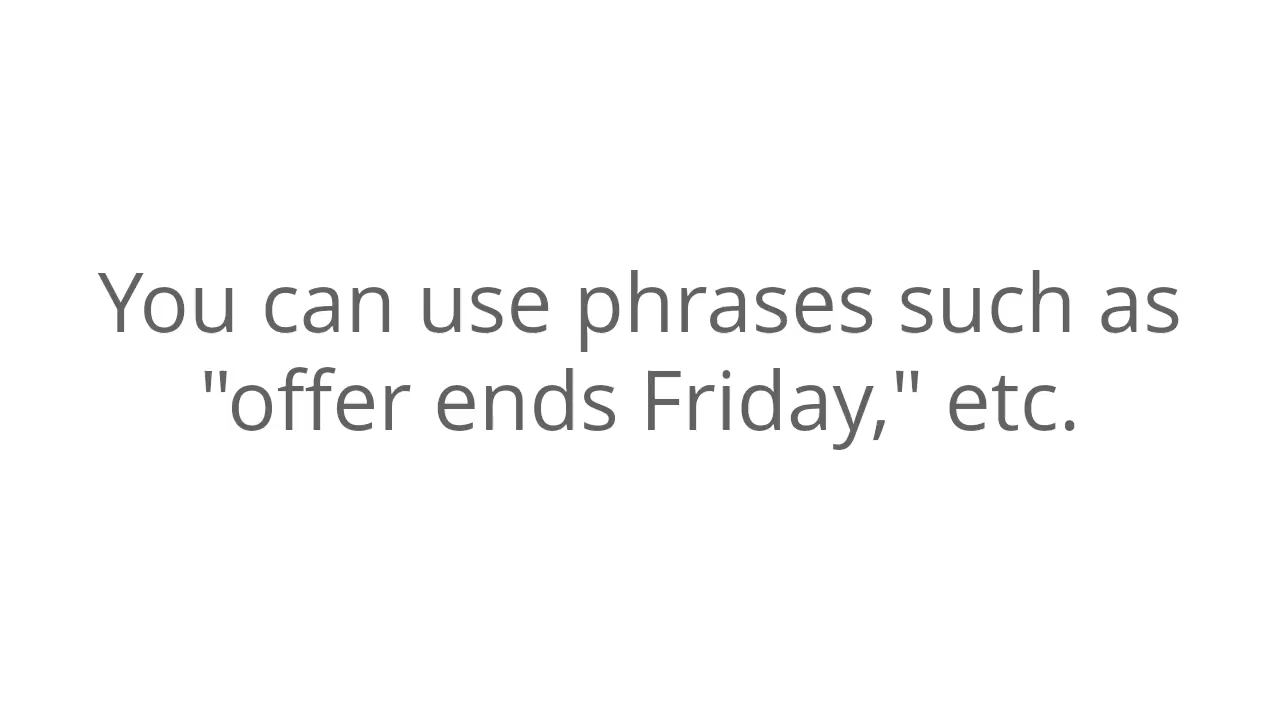 You can use phrases such as
"offer ends Friday," etc.